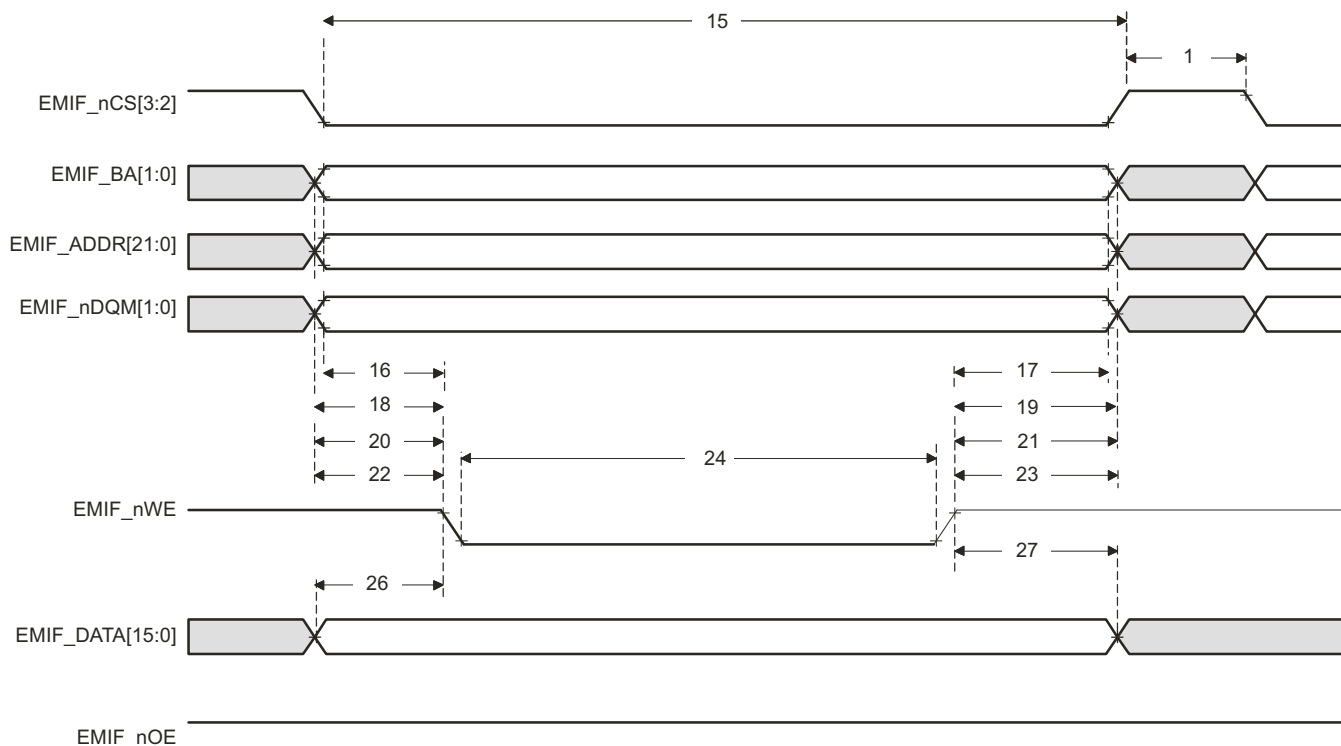 15
1
EMIF_nCS[3:2]
EMIF_BA[1:0]
EMIF_ADDR[21:0]
EMIF_nDQM[1:0]
16
17
18
19
20
21
24
22
23
EMIF_nWE
27
26
EMIF_DATA[15:0]
EMIF_nOE